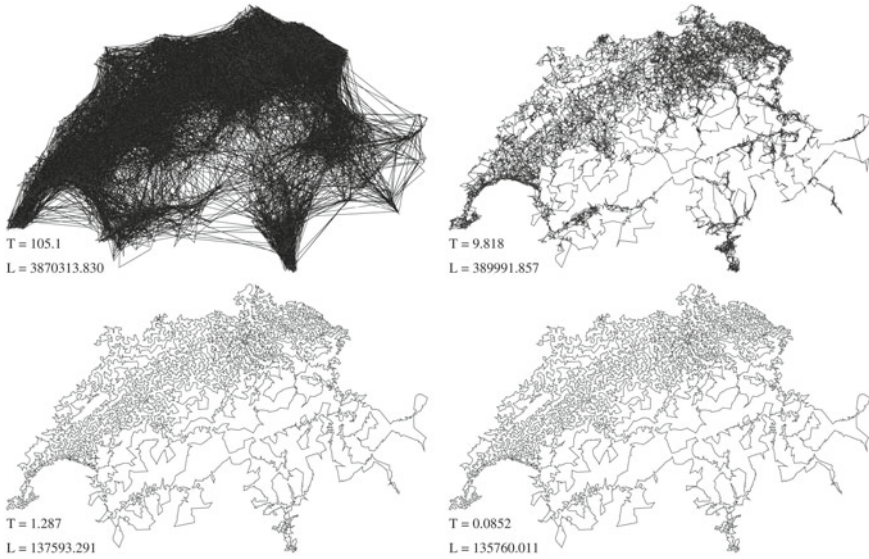 T = 105.1
L = 3870313.830
T = 9.818
L = 389991.857
T = 1.287
L = 137593.291
T = 0.0852
L = 135760.011